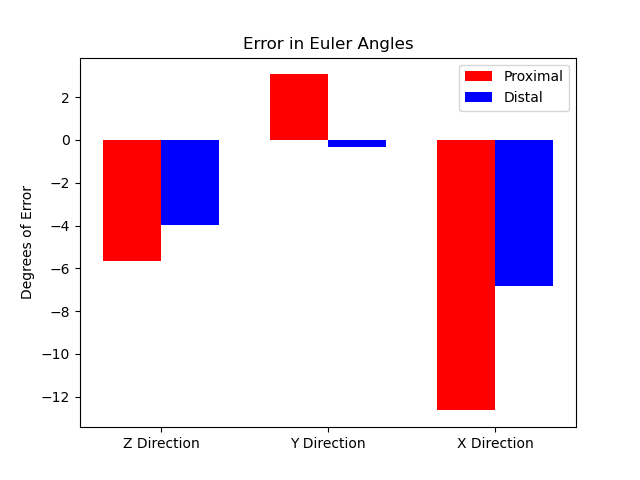 Error in Euler Angles
Proximal
Distal
Degrees of Error
2
0
−2
−4
−6
−8
−10
−12
Z Direction Y Direction X Direction